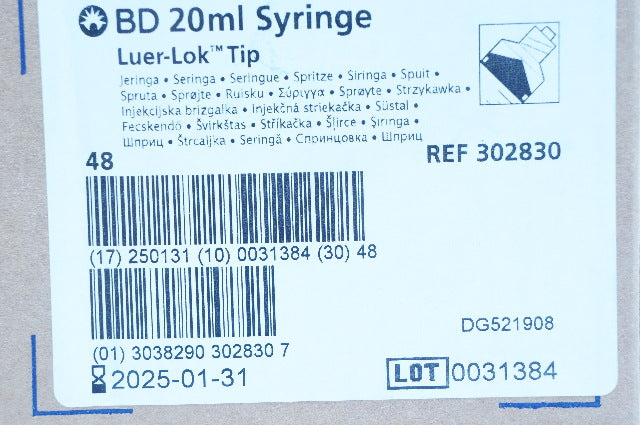 BD 20ml Syringe
Luer-Lok™ Tip
Jeringa • Seringa • Seringue • Spritze • Siringa • Spuit •
Spruta • Sprøjte • Ruisku • Σύριγγα • Sprøyte • Strzykawka •
Injekcijska brizgalka • Injekčná striekačka • Süstal •
Fecskendő • Švirkštas • Stříkačka • Šļirce • Şırınga •
Шприц • Štrcaljka • Seringă • Спринцовка • Шприц
48
REF 302830
(17) 250131 (10) 0031384 (30) 48
DG521908
(01) 3038290 302830 7
2025-01-31
LOT 0031384